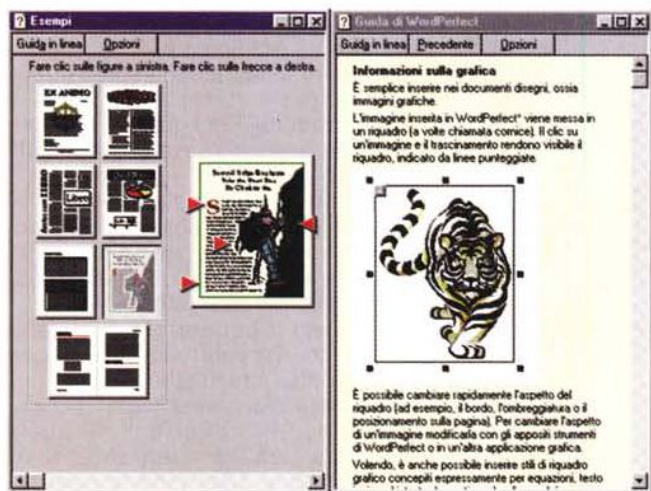 Esempi
Guida in linea Opzioni
Fare clic sulle figure a sinistra. Fare clic sulle frecce a destra.
EX ANIMO
Libro
Guida di WordPerfect
Guida in linea Precedente Opzioni
Informazioni sulla grafica
È semplice inserire nei documenti disegni, ossia
immagini grafiche.
L'immagine inserita in WordPerfect* viene messa in
un riquadro (a volte chiamata cornice). Il clic su
un'immagine e il trascinamento rendono visibile il
riquadro, indicato da linee punteggiate.
È possibile cambiare rapidamente l'aspetto del
riquadro (ad esempio, il bordo, l'ombreggiatura o il
posizionamento sulla pagina). Per cambiare l'aspetto
di un'immagine modificarla con gli appositi strumenti
di WordPerfect o in un'altra applicazione grafica.
Volendo, è anche possibile inserire stili di riquadro
grafico concepiti espressamente per equazioni, testo